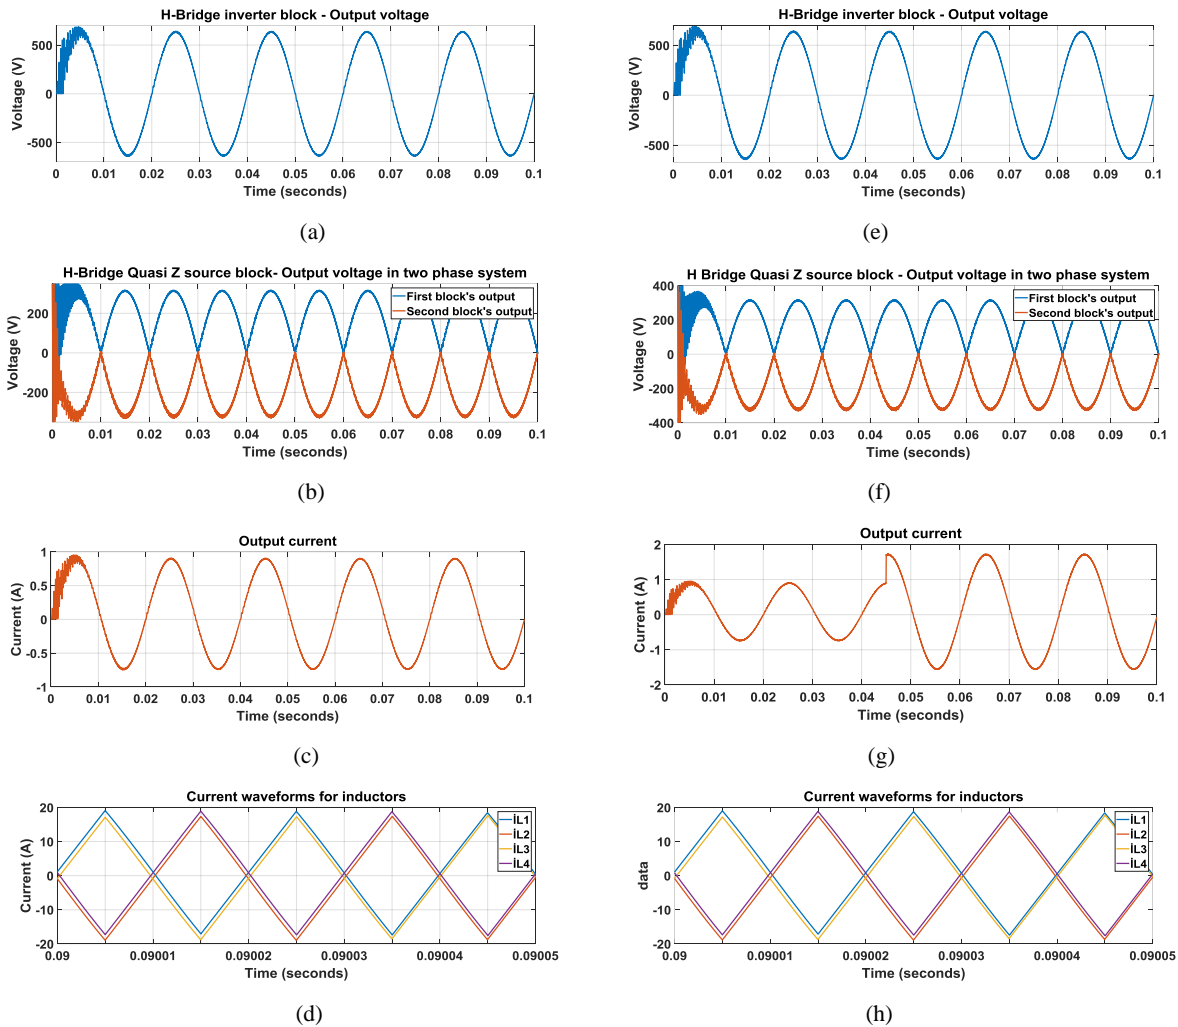 H-Bridge inverter block - Output voltage
Voltage (V)
500
0
-500
0 0.01 0.02 0.03 0.04 0.05 0.06 0.07 0.08 0.09 0.1
Time (seconds)
(a)
H-Bridge inverter block - Output voltage
Voltage (V)
500
0
-500
0 0.01 0.02 0.03 0.04 0.05 0.06 0.07 0.08 0.09 0.1
Time (seconds)
(e)
H-Bridge Quasi Z source block- Output voltage in two phase system
First block's output
Second block's output
Voltage (V)
200
0
-200
0 0.01 0.02 0.03 0.04 0.05 0.06 0.07 0.08 0.09 0.1
Time (seconds)
(b)
H Bridge Quasi Z source block - Output voltage in two phase system
First block's output
Second block's output
Voltage (V)
400
200
0
-200
-400
0 0.01 0.02 0.03 0.04 0.05 0.06 0.07 0.08 0.09 0.1
Time (seconds)
(f)
Output current
Current (A)
1
0.5
0
-0.5
-1
0 0.01 0.02 0.03 0.04 0.05 0.06 0.07 0.08 0.09 0.1
Time (seconds)
(c)
Output current
Current (A)
2
1
0
-1
-2
0 0.01 0.02 0.03 0.04 0.05 0.06 0.07 0.08 0.09 0.1
Time (seconds)
(g)
Current waveforms for inductors
İL1
İL2
İL3
İL4
Current (A)
20
10
0
-10
-20
0.09 0.09001 0.09002 0.09003 0.09004 0.09005
Time (seconds)
(d)
Current waveforms for inductors
İL1
İL2
İL3
İL4
data
20
10
0
-10
-20
0.09 0.09001 0.09002 0.09003 0.09004 0.09005
Time (seconds)
(h)